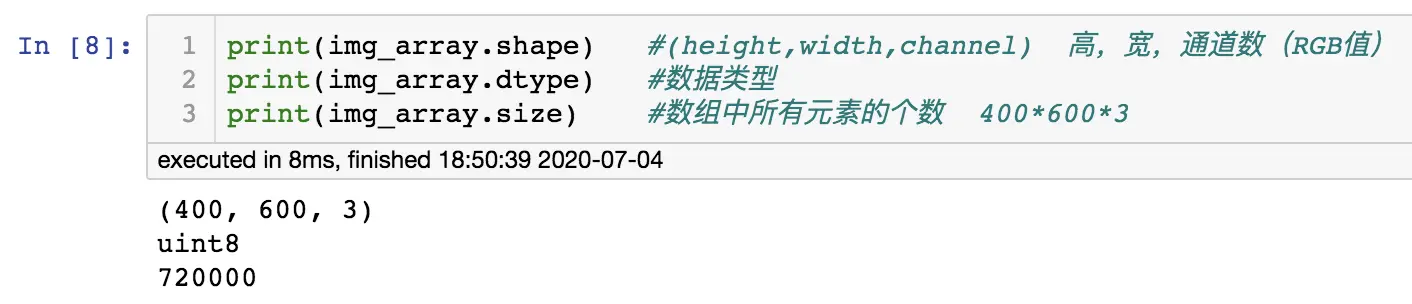 In [8]: 1 print(img_array.shape) #(height,width,channel) 高，宽，通道数（RGB值）
2 print(img_array.dtype) #数据类型
3 print(img_array.size) #数组中所有元素的个数 400*600*3
executed in 8ms, finished 18:50:39 2020-07-04
(400, 600, 3)
uint8
720000